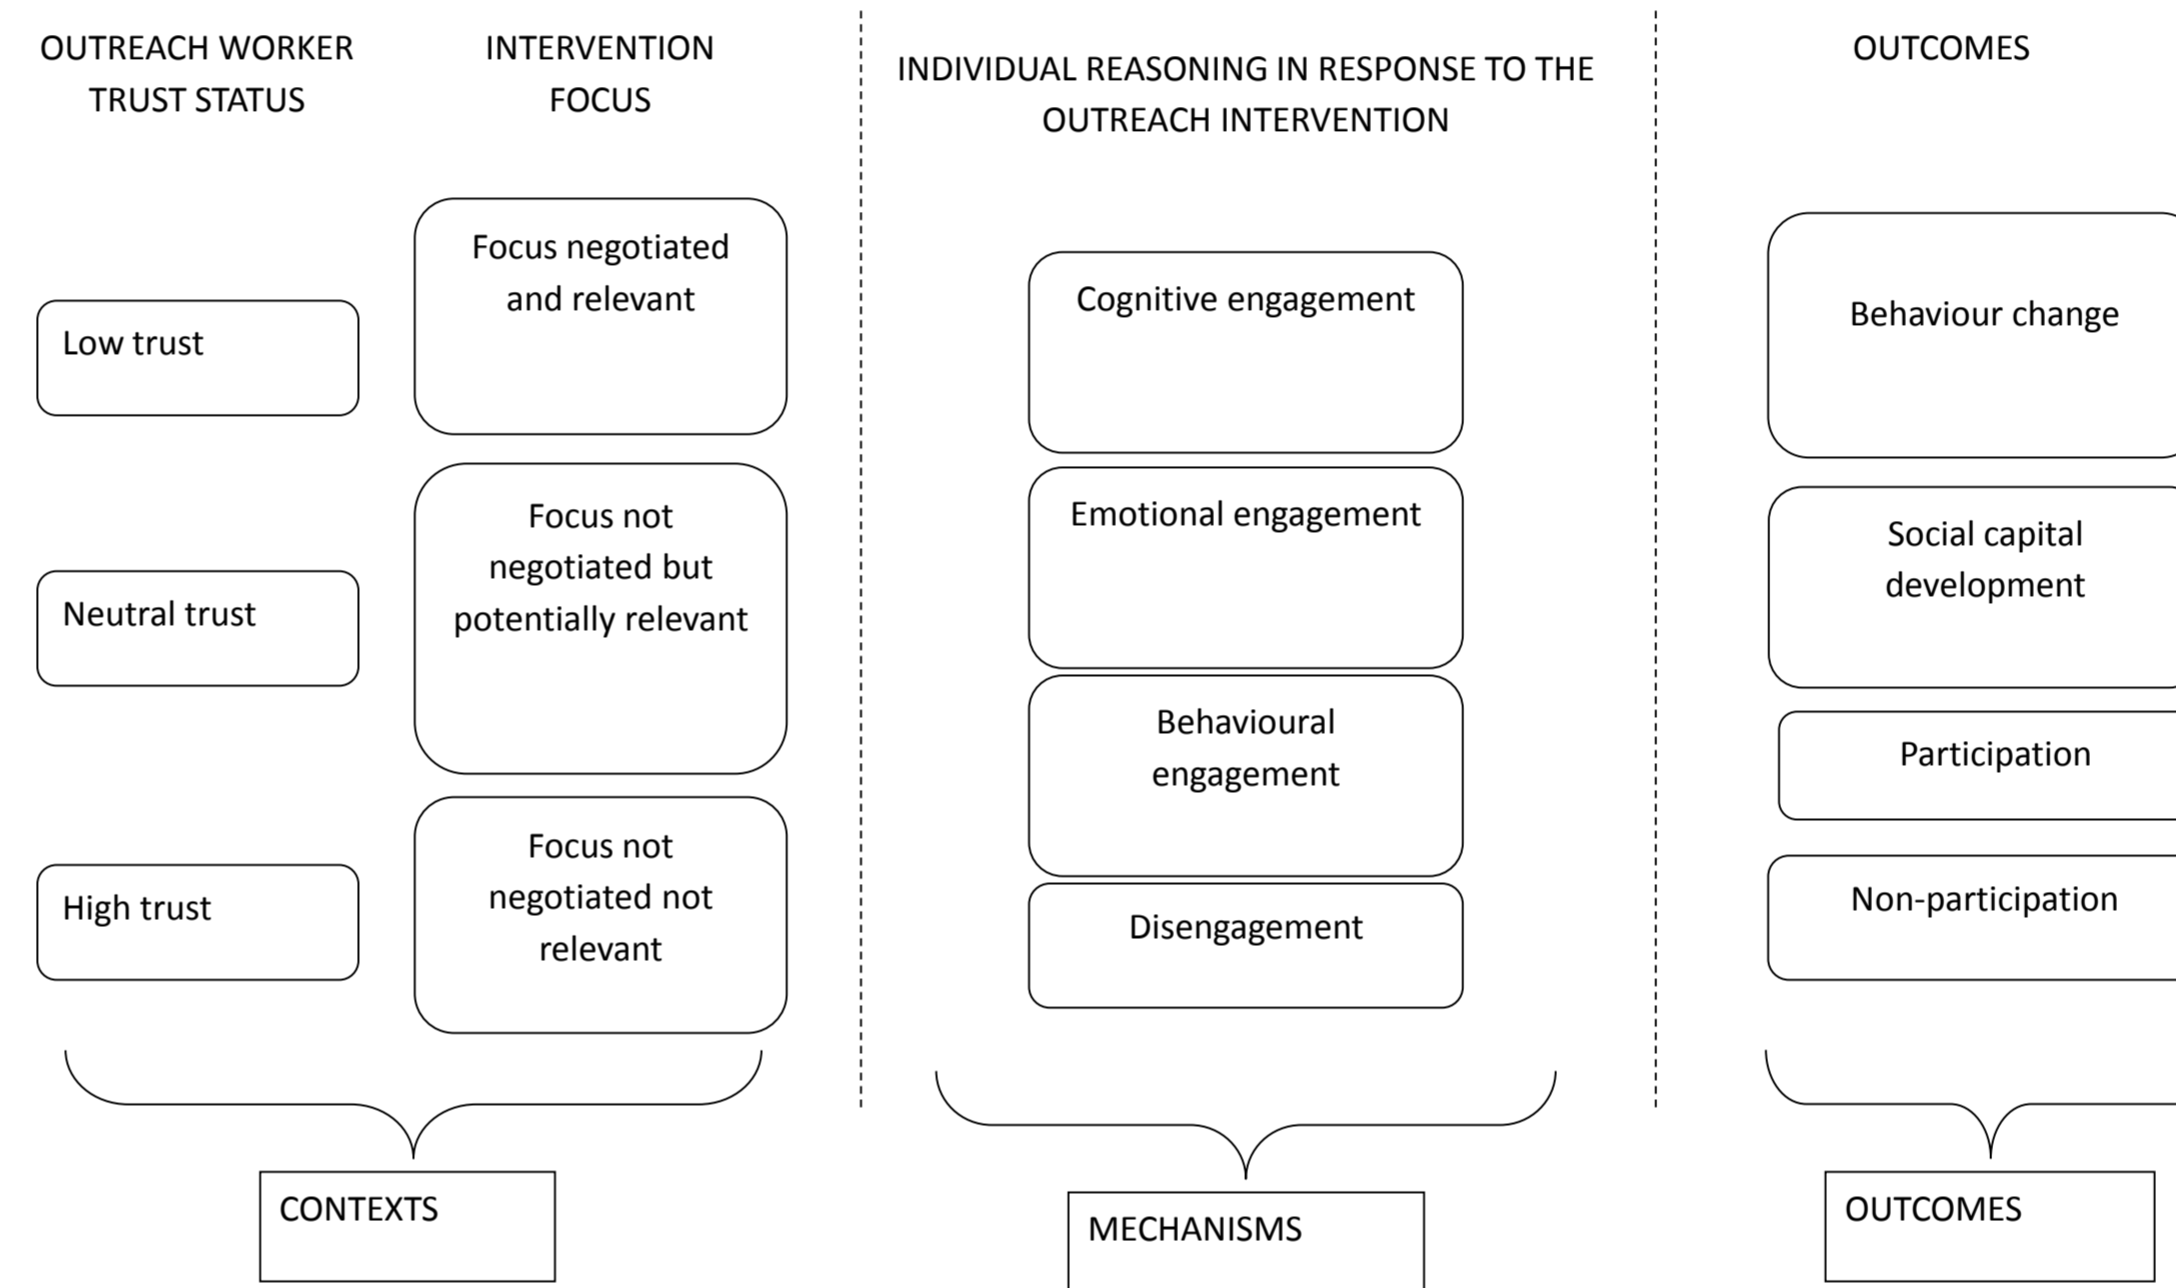 OUTREACH WORKER
TRUST STATUS
INTERVENTION
FOCUS
INDIVIDUAL REASONING IN RESPONSE TO THE
OUTREACH INTERVENTION
OUTCOMES
Low trust
Neutral trust
High trust
Focus negotiated
and relevant
Focus not
negotiated but
potentially relevant
Focus not
negotiated not
relevant
Cognitive engagement
Emotional engagement
Behavioural
engagement
Disengagement
Behaviour change
Social capital
development
Participation
Non-participation
CONTEXTS
MECHANISMS
OUTCOMES